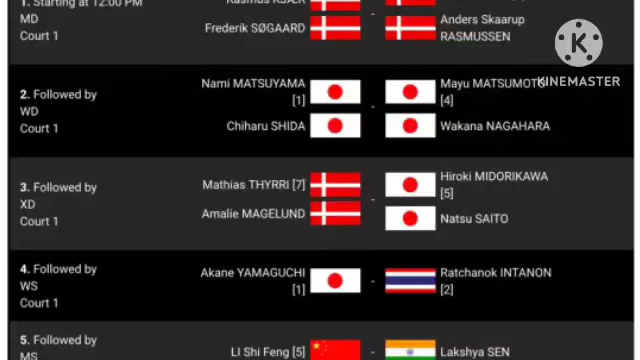 1. Starting at 12:00 PM
MD
Court 1
Rasmus KJÆR
Frederik SØGAARD
-
Anders Skaarup
RASMUSSEN
KINEMASTER
2. Followed by
WD
Court 1
Nami MATSUYAMA
[1]
Chiharu SHIDA
-
Mayu MATSUMOTO
[4]
Wakana NAGAHARA
3. Followed by
XD
Court 1
Mathias THYRRI [7]
Amalie MAGELUND
-
Hiroki MIDORIKAWA
[5]
Natsu SAITO
4. Followed by
WS
Court 1
Akane YAMAGUCHI
[1]
-
Ratchanok INTANON
[2]
5. Followed by
MS
LI Shi Feng [5]
-
Lakshya SEN